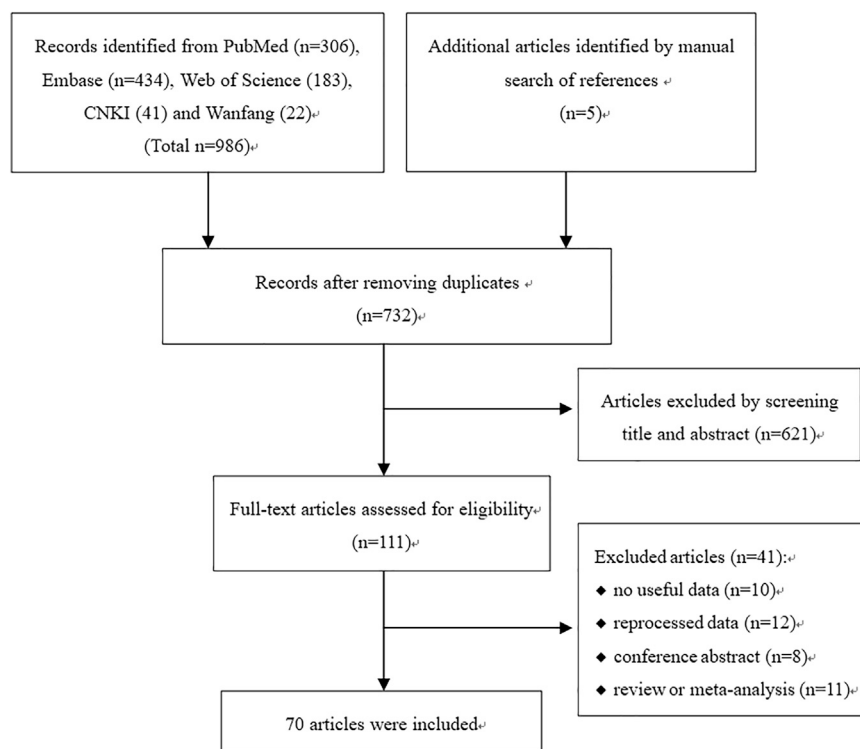 Records identified from PubMed (n=306),
Embase (n=434), Web of Science (183),
CNKI (41) and Wanfang (22)↵
(Total n=986)↵
Additional articles identified by manual
search of references ↵
(n=5)↵
Records after removing duplicates ↵
(n=732)↵
Articles excluded by screening
title and abstract (n=621)↵
Full-text articles assessed for eligibility↵
(n=111)↵
Excluded articles (n=41):↵
◆ no useful data (n=10)↵
◆ reprocessed data (n=12)↵
◆ conference abstract (n=8)↵
◆ review or meta-analysis (n=11)↵
70 articles were included↵